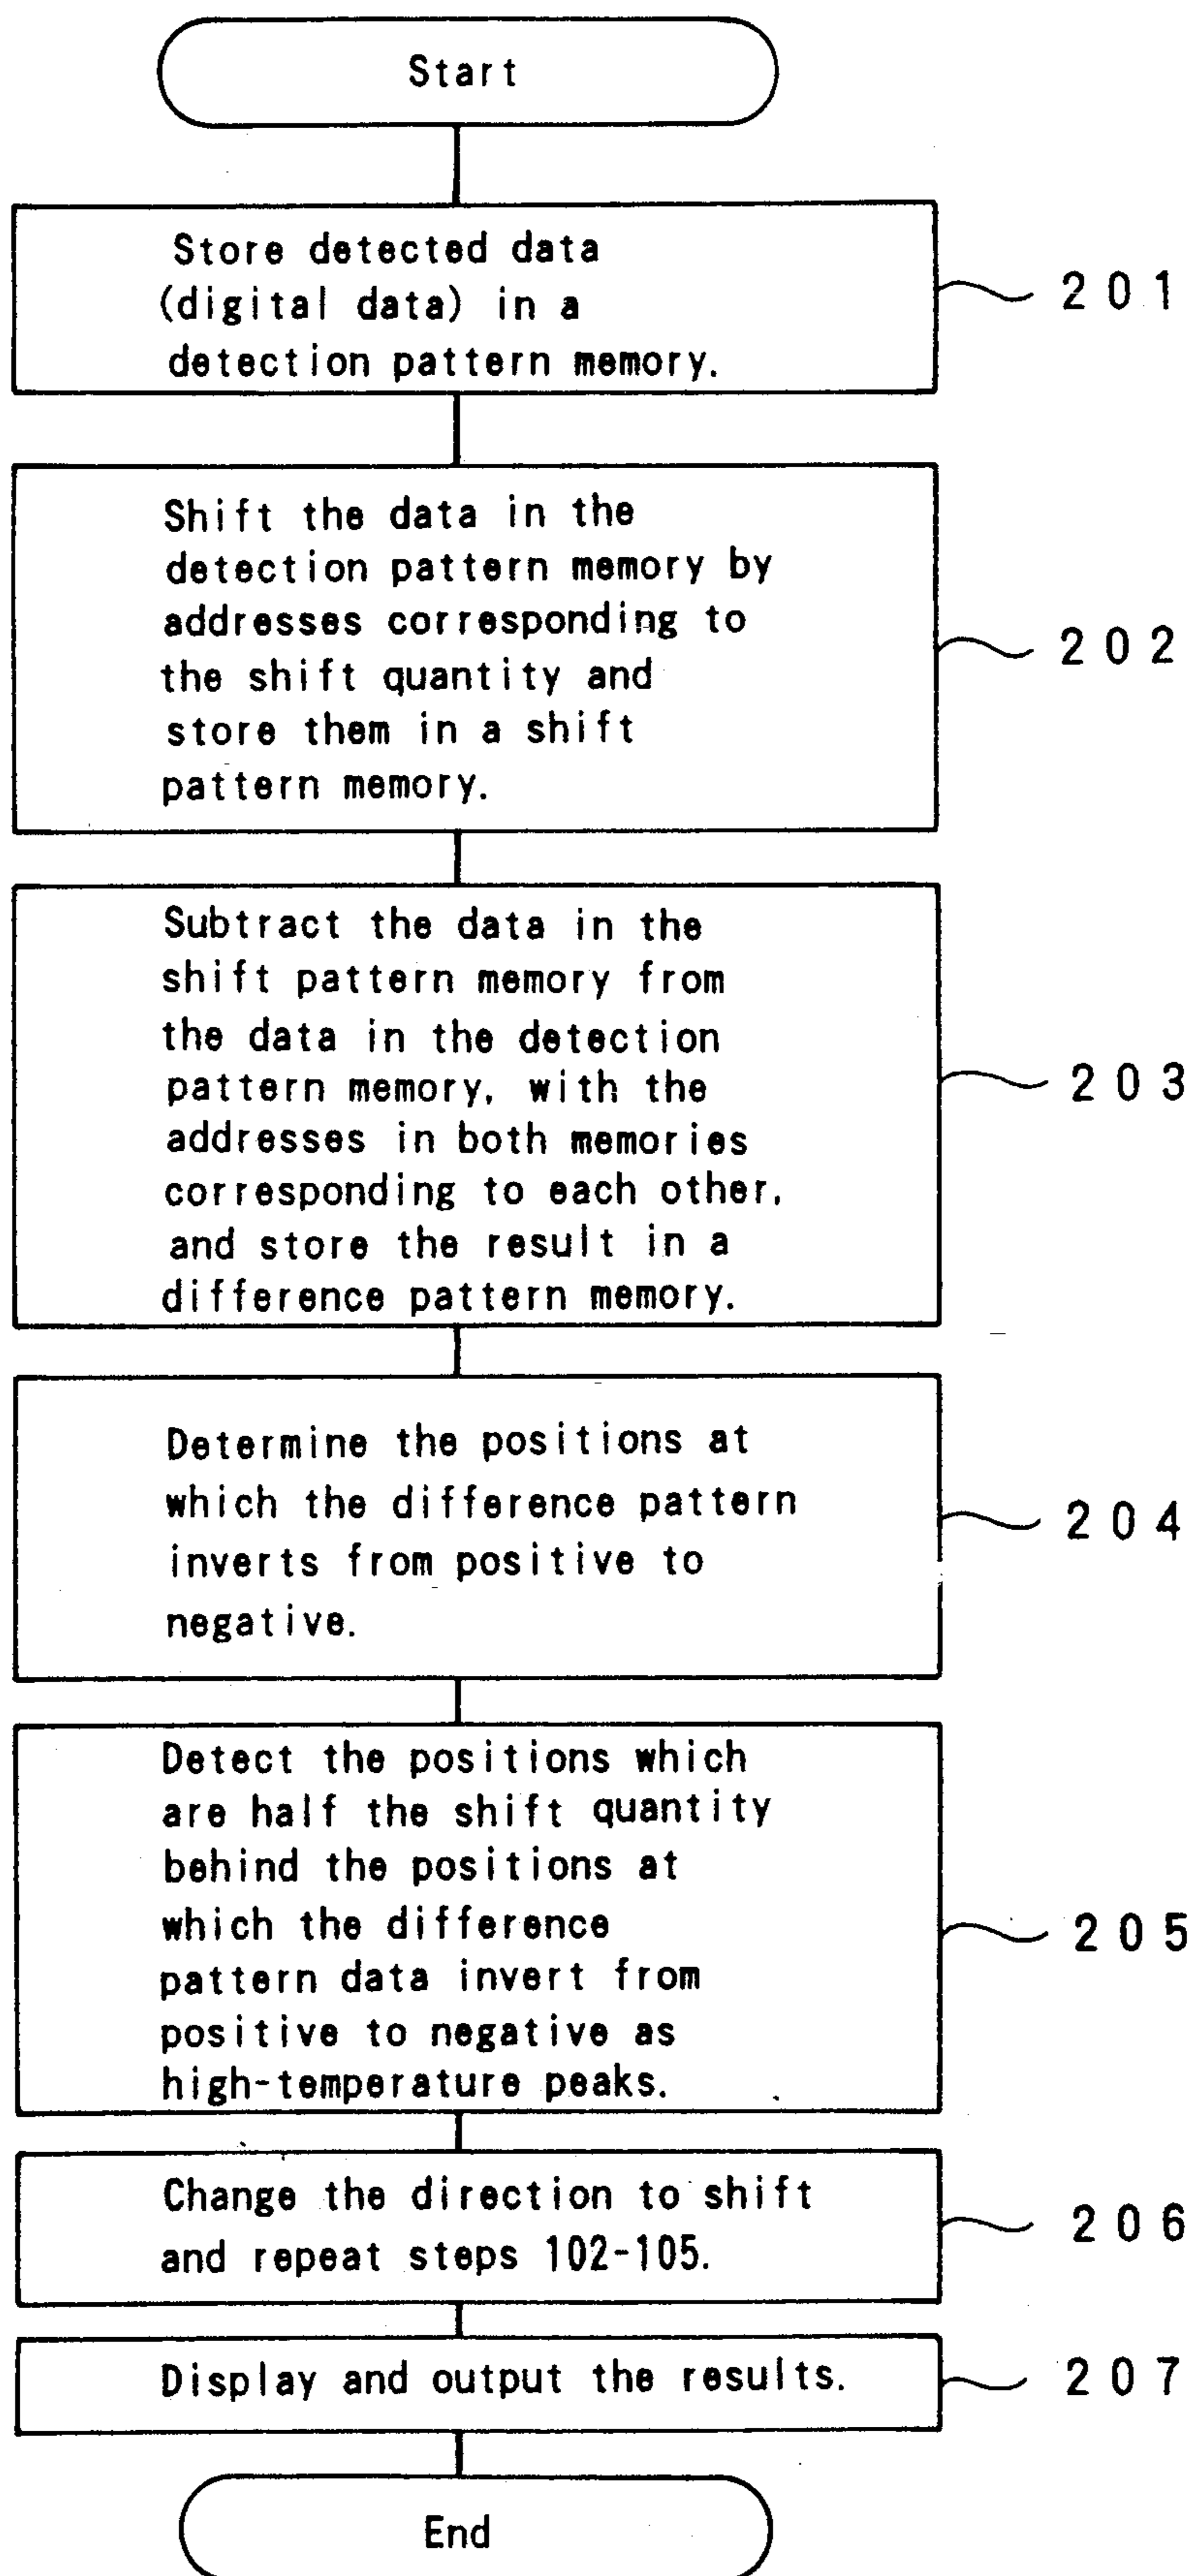 Start
Store detected data
(digital data) in a
detection pattern memory.
201
Shift the data in the
detection pattern memory by
addresses corresponding to
the shift quantity and
store them in a shift
pattern memory.
202
Subtract the data in the
shift pattern memory from
the data in the detection
pattern memory, with the
addresses in both memories
corresponding to each other,
and store the result in a
difference pattern memory.
203
Determine the positions at
which the difference pattern
inverts from positive to
negative.
204
Detect the positions which
are half the shift quantity
behind the positions at
which the difference
pattern data invert from
positive to negative as
high-temperature peaks.
205
Change the direction to shift
and repeat steps 102-105.
206
Display and output the results.
207
End